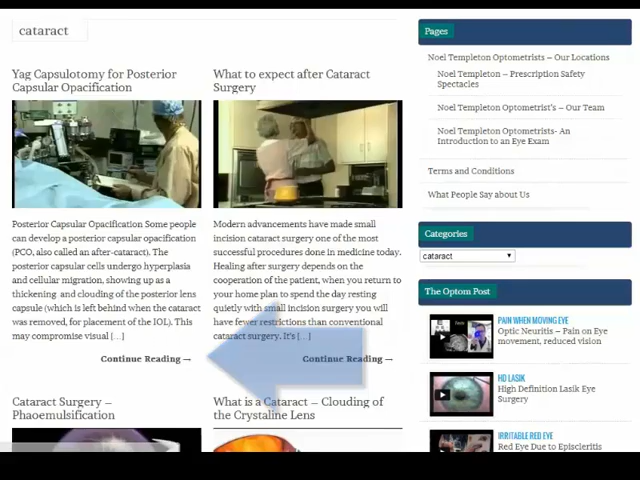 cataract
Yag Capsulotomy for Posterior
Capsular Opacification
Posterior Capsular Opacification Some people
can develop a posterior capsular opacification
(PCO, also called an after-cataract). The
posterior capsular cells undergo hyperplasia
and cellular migration, showing up as a
thickening and clouding of the posterior lens
capsule (which is left behind when the cataract
was removed, for placement of the IOL). This
may compromise visual [...]
Continue Reading →
What to expect after Cataract
Surgery
Modern advancements have made small
incision cataract surgery one of the most
successful procedures done in medicine today.
Healing after surgery depends on the
cooperation of the patient, when you return to
your home plan to spend the day resting
quietly with small incision surgery you will
have fewer restrictions than conventional
cataract surgery. It's [...]
Continue Reading →
Cataract Surgery –
Phaoemulsification
What is a Cataract – Clouding of
the Crystaline Lens
Pages
Noel Templeton Optometrists – Our Locations
Noel Templeton – Prescription Safety
Spectacles
Noel Templeton Optometrist's – Our Team
Noel Templeton Optometrists- An
Introduction to an Eye Exam
Terms and Conditions
What People Say about Us
Categories
cataract
The Optom Post
PAIN WHEN MOVING EYE
Optic Neuritis – Pain on Eye
movement, reduced vision
HD LASIK
High Definition Lasik Eye
Surgery
IRRITABLE RED EYE
Red Eye Due to Episcleritis